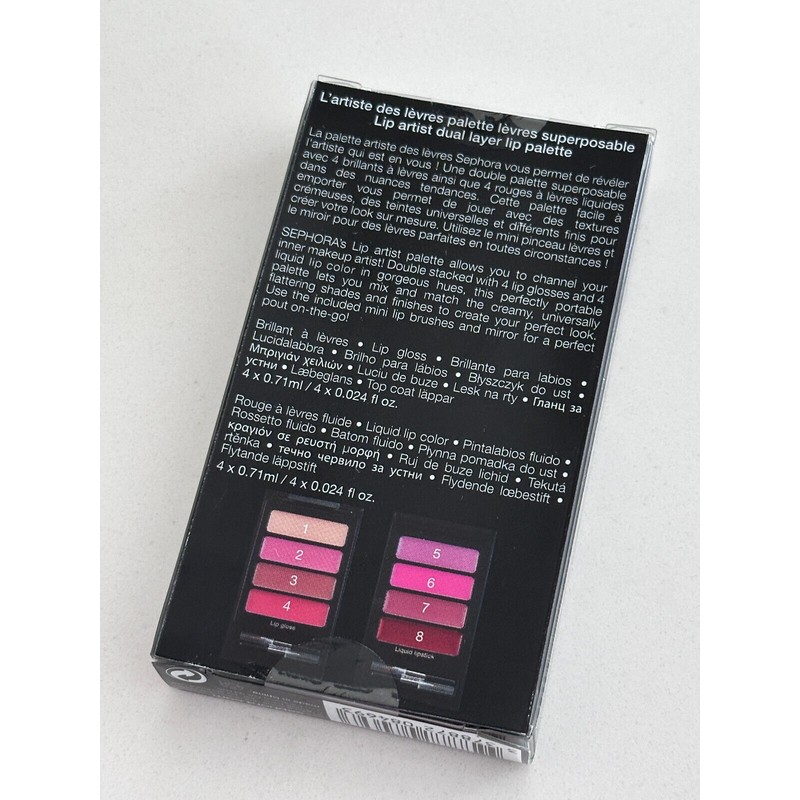 L'artiste des lèvres palette lèvres superposable
Lip artist dual layer lip palette
La palette artiste des lèvres Sephora vous permet de révéler
l'artiste qui est en vous ! Une double palette superposable
avec 4 brillants à lèvres ainsi que 4 rouges à lèvres liquides
dans des nuances tendances. Cette palette facile à
emporter vous permet de jouer avec des textures
crémeuses, des teintes universelles et différents finis pour
créer votre look sur mesure. Utilisez le mini pinceau lèvres et
le miroir pour des lèvres parfaites en toutes circonstances !
SEPHORA's Lip artist palette allows you to channel your
inner makeup artist! Double stacked with 4 lip glosses and 4
liquid lip color in gorgeous hues, this perfectly portable
palette lets you mix and match the creamy, universally
flattering shades and finishes to create your perfect look.
Use the included mini lip brushes and mirror for a perfect
pout on-the-go!
Brillant à lèvres • Lip gloss • Brillante para labios •
Lucidalabbra • Brilho para lábios • Błyszczyk do ust •
Μπριγιάν χειλιών • Luciu de buze • Lesk na rty • Гланц за
устни • Læbeglans • Top coat läppar
4 x 0.71ml / 4 x 0.024 fl oz.
Rouge à lèvres fluide • Liquid lip color • Pintalabios fluido •
Rossetto fluido • Batom fluido • Płynna pomadka do ust •
κραγιόν σε ρευστή μορφή • Ruj de buze lichid • Tekutá
rtěnka • течно червило за устни • Flydende læbestift •
Flytande läppstift
4 x 0.71ml / 4 x 0.024 fl oz.
1
2
3
4
Lip gloss
5
6
7
8
Liquid lipstick